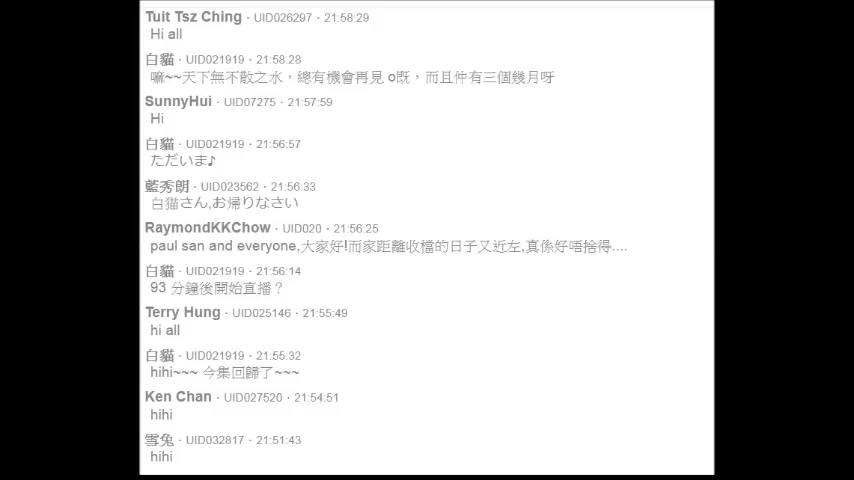 Tuit Tsz Ching · UID026297 · 21:58:29
Hi all
白貓 · UID021919 · 21:58:28
嘛~~天下無不散之水，總有機會再見 o既，而且仲有三個幾月呀
SunnyHui · UID07275 · 21:57:59
Hi
白貓 · UID021919 · 21:56:57
ただいま♪
藍秀朗 · UID023562 · 21:56:33
白猫さん,お帰りなさい
RaymondKKChow · UID020 · 21:56:25
paul san and everyone,大家好!而家距離收檔的日子又近左,真係好唔捨得....
白貓 · UID021919 · 21:56:14
93 分鐘後開始直播？
Terry Hung · UID025146 · 21:55:49
hi all
白貓 · UID021919 · 21:55:32
hihi~~~ 今集回歸了~~~
Ken Chan · UID027520 · 21:54:51
hihi
雪兔 · UID032817 · 21:51:43
hihi